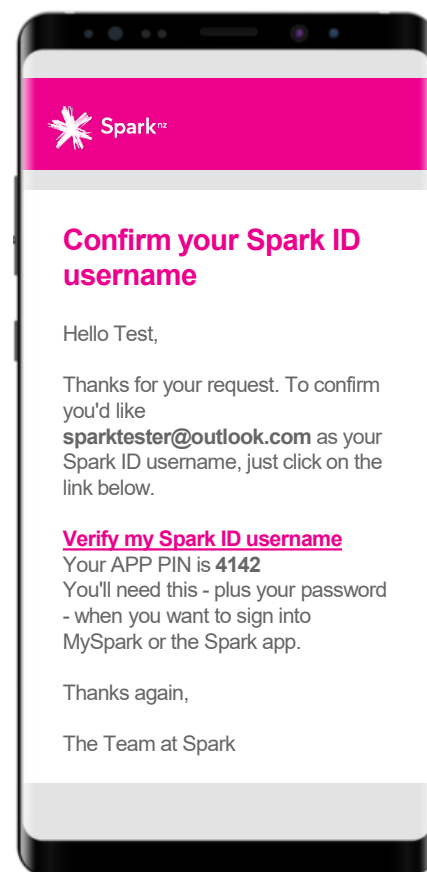 Spark nz
Confirm your Spark ID
username
Hello Test,
Thanks for your request. To confirm
you'd like
sparktester@outlook.com as your
Spark ID username, just click on the
link below.
Verify my Spark ID username
Your APP PIN is 4142
You'll need this - plus your password
- when you want to sign into
MySpark or the Spark app.
Thanks again,
The Team at Spark